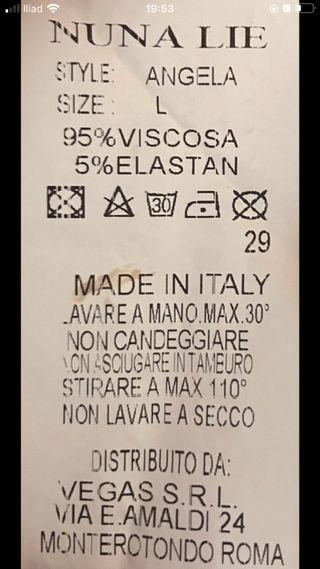 Iliad 19:53
NUNA LIE
STYLE: ANGELA
SIZE: L
95%VISCOSA
5%ELASTAN
30
29
MADE IN ITALY
LAVARE A MANO.MAX.30°
NON CANDEGGIARE
NON ASCIUGARE IN TAMBURO
STIRARE A MAX 110°
NON LAVARE A SECCO
DISTRIBUITO DA:
VEGAS S.R.L.
VIA E.AMALDI 24
MONTEROTONDO ROMA